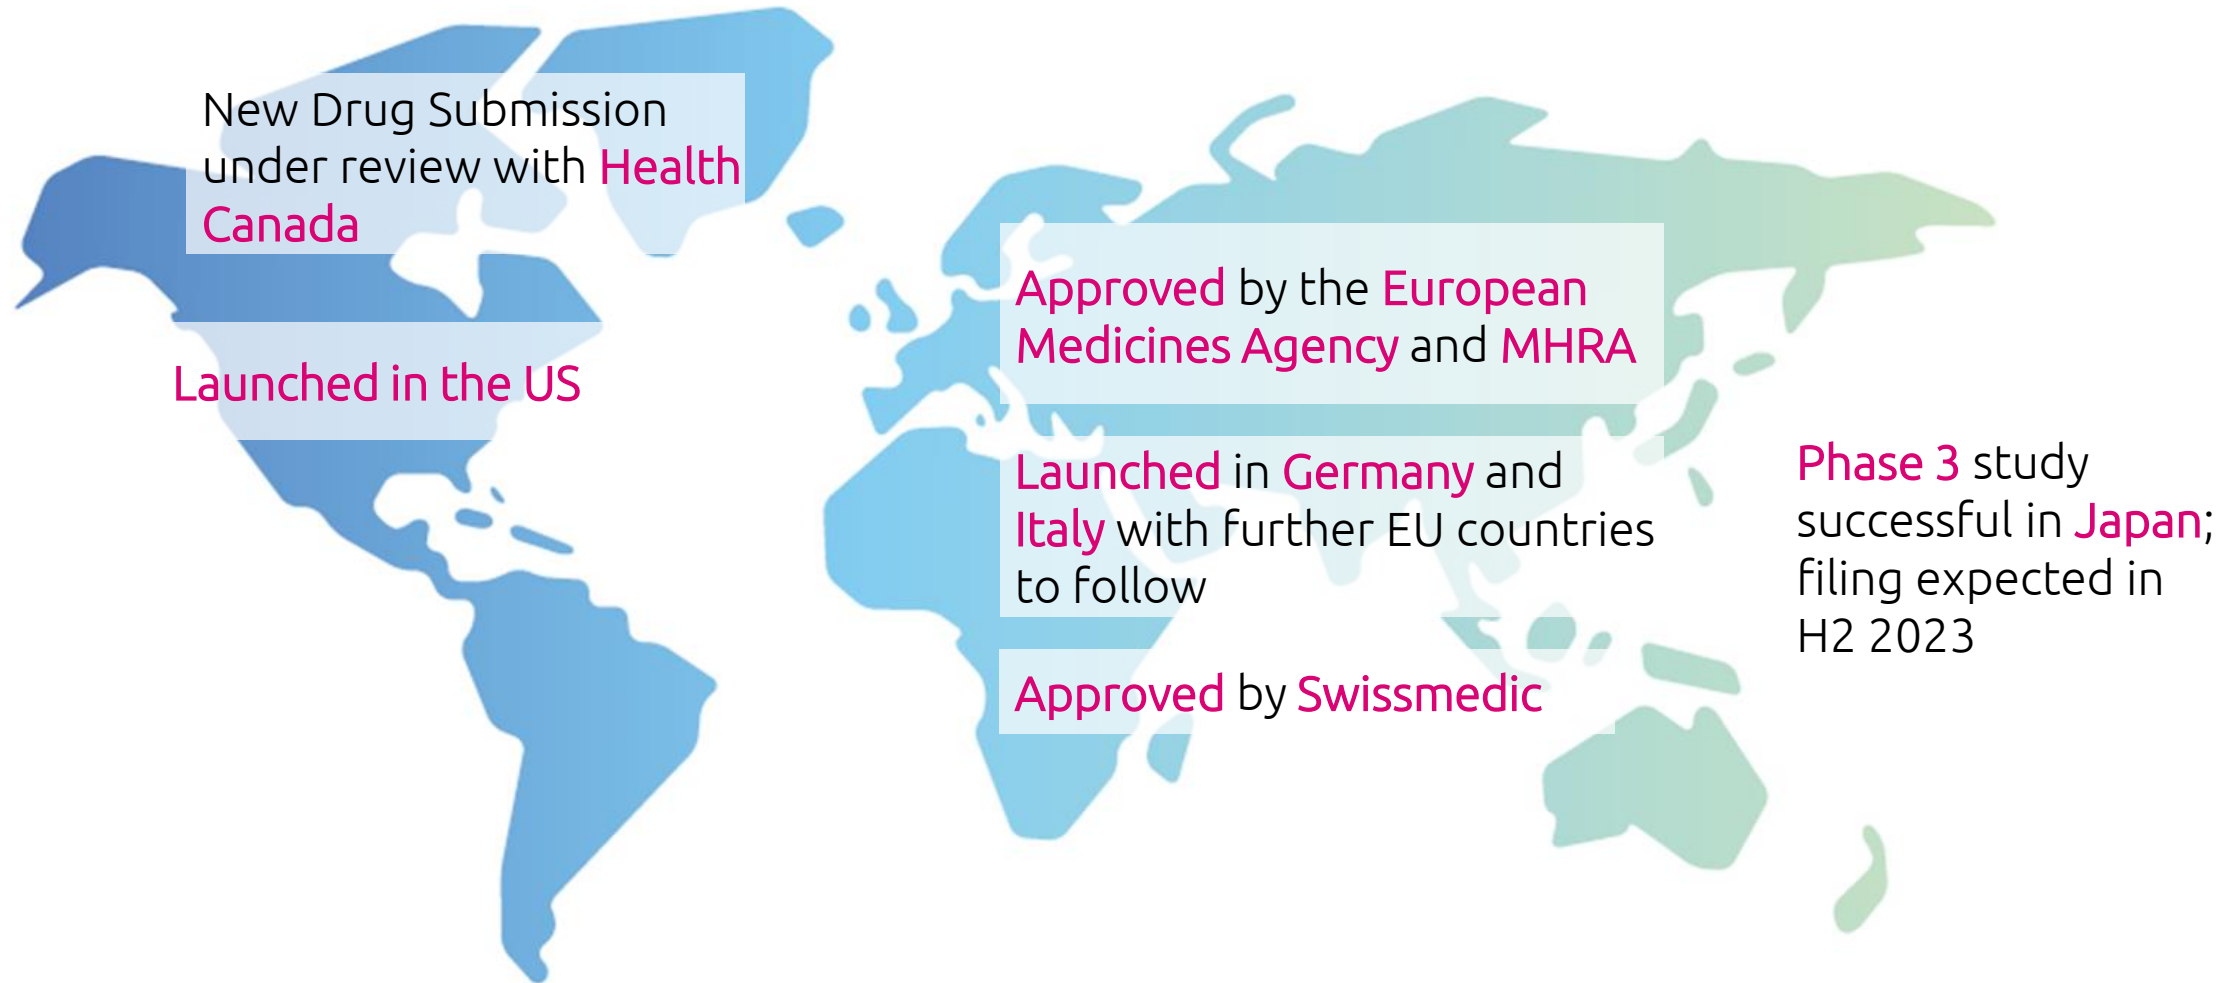 New Drug Submission
under review with Health
Canada
Launched in the US
Approved by the European
Medicines Agency and MHRA
Launched in Germany and
Italy with further EU countries
to follow
Approved by Swissmedic
Phase 3 study
successful in Japan;
filing expected in
H2 2023